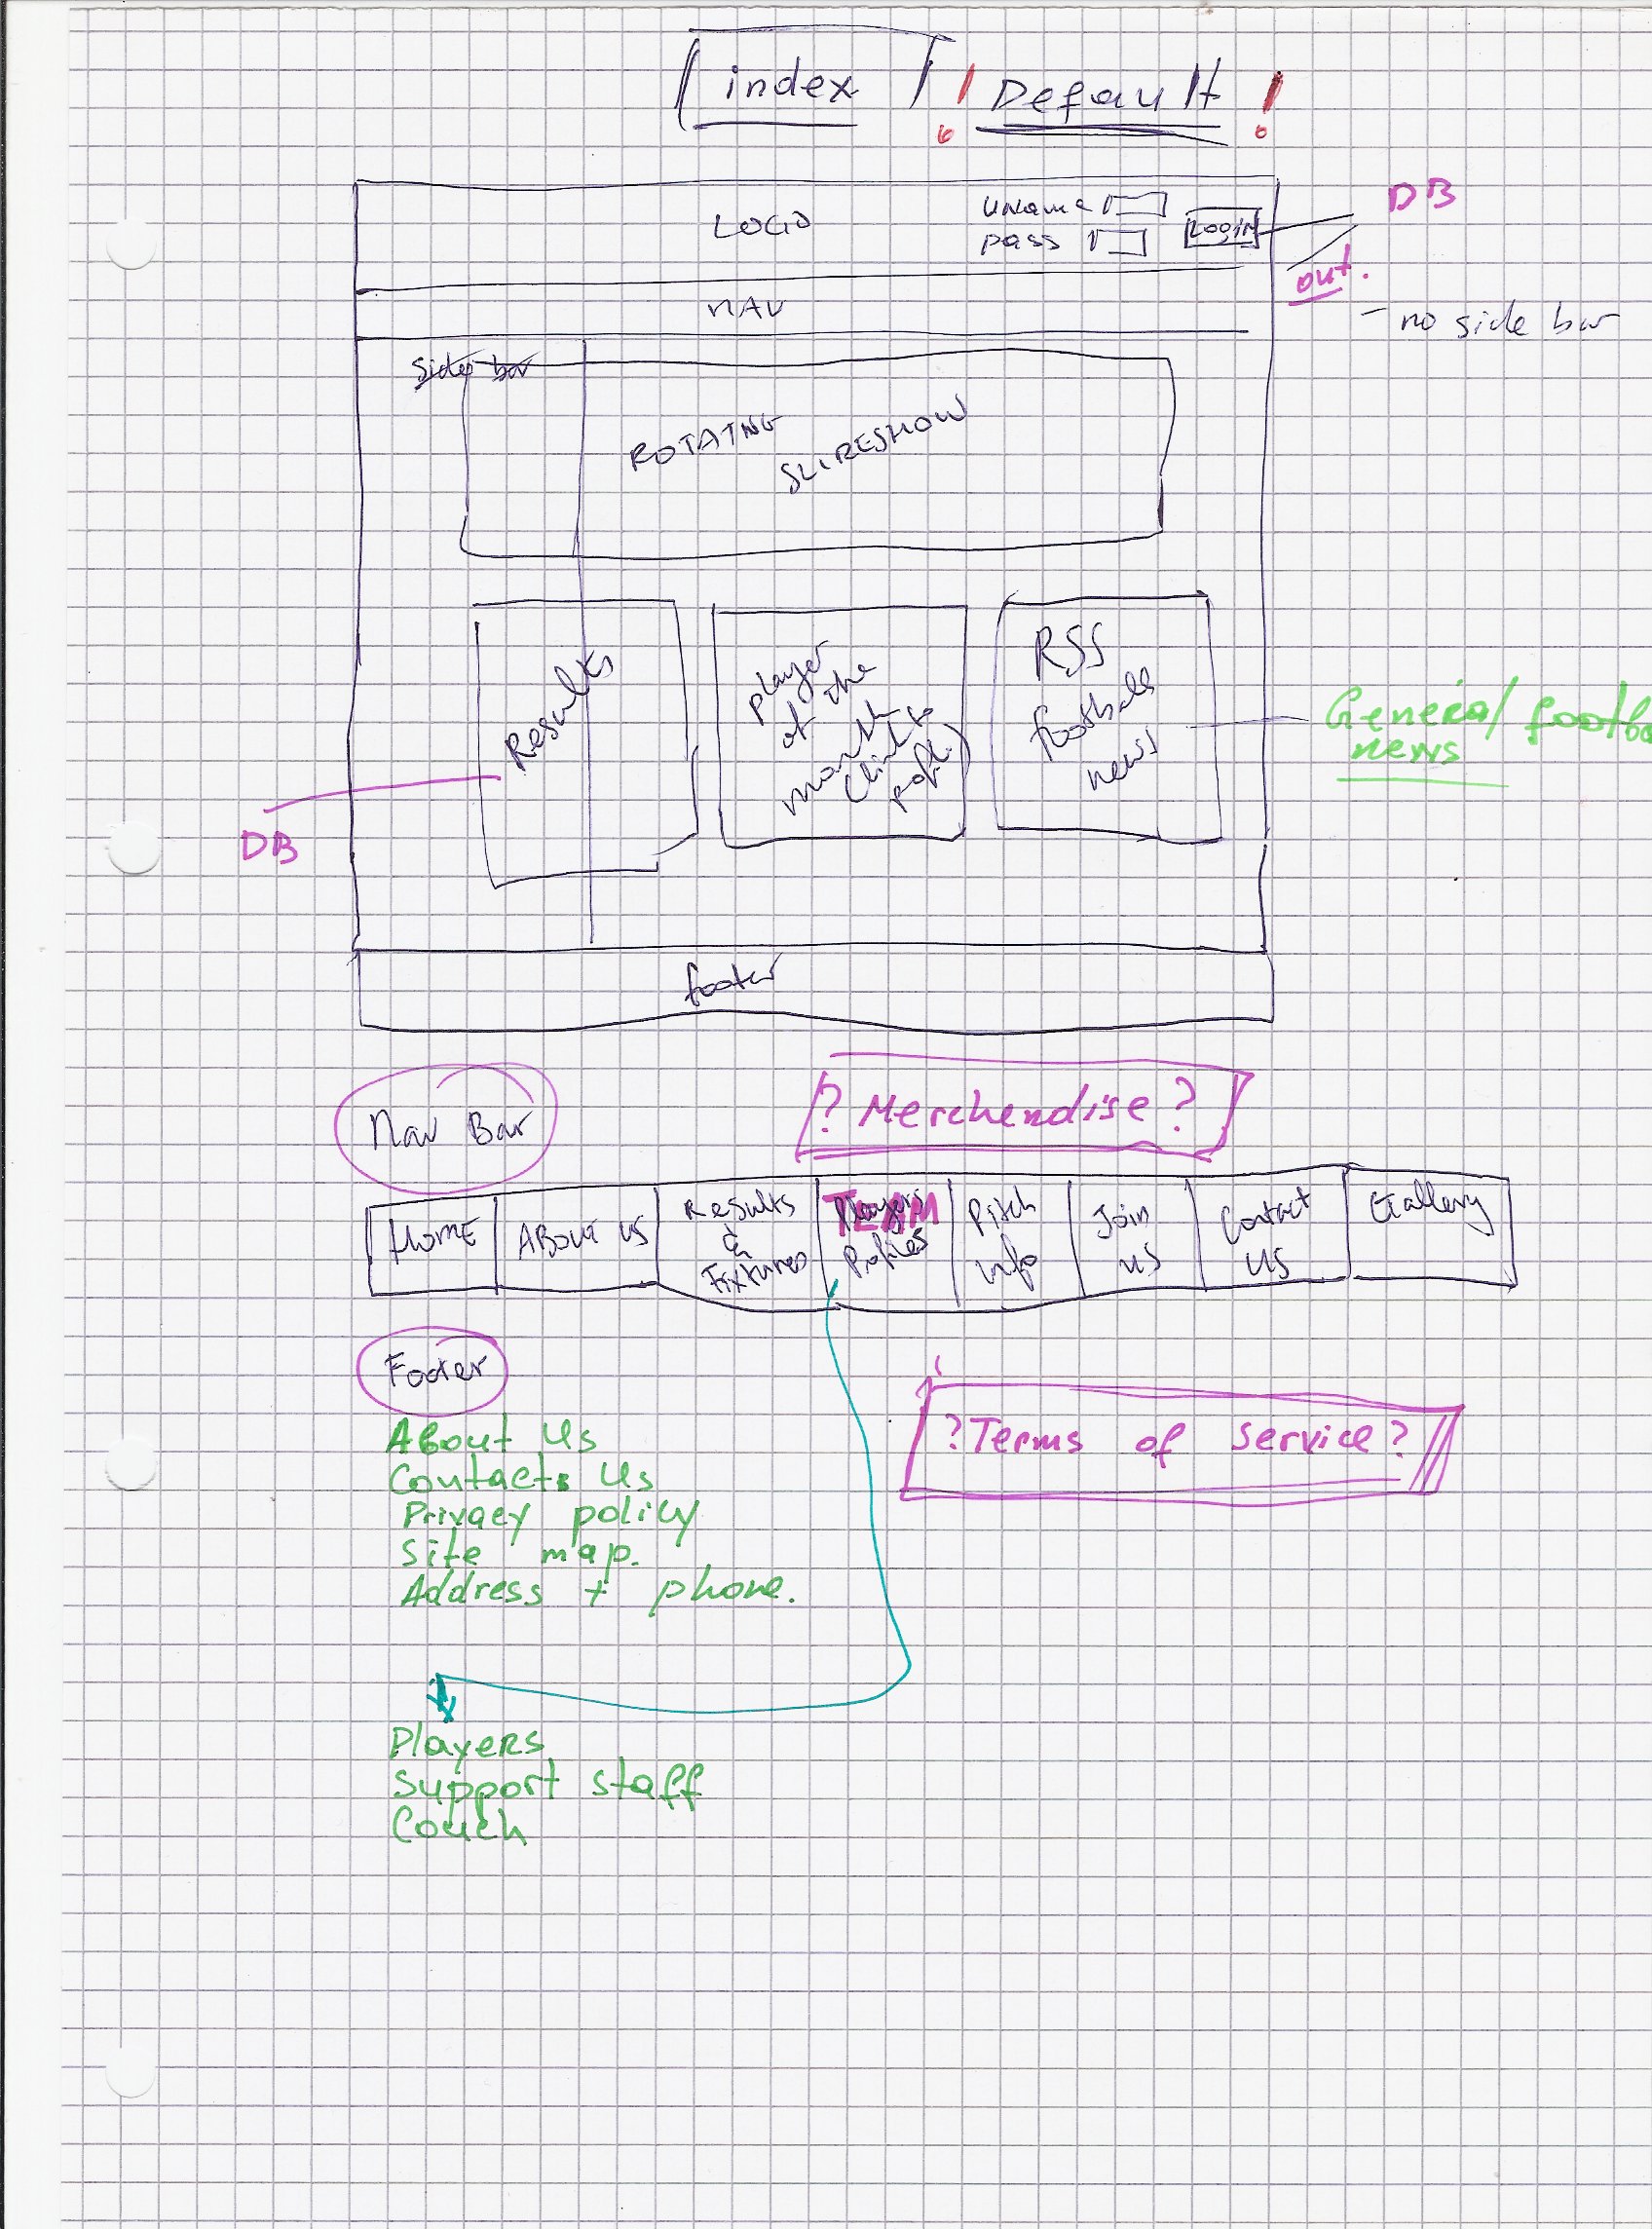 index ! Default !
LOGO
uname
pass
LOGIN
DB
out.
- no side bar
NAV
Side bar
ROTATING
SLIDESHOW
Results
player
of the
month
(link to
profile)
RSS
football
news
General footba
news
DB
footer
Nav Bar
? Merchendise ?
HOME
ABout us
Results
&
Fixtures
Players
TEAM
Profiles
Pitch
info
Join
us
Contact
us
Gallery
Footer
? Terms of service ?
About Us
Contacts Us
Privacy policy
Site map.
Address + phone.
Players
Support staff
Couch